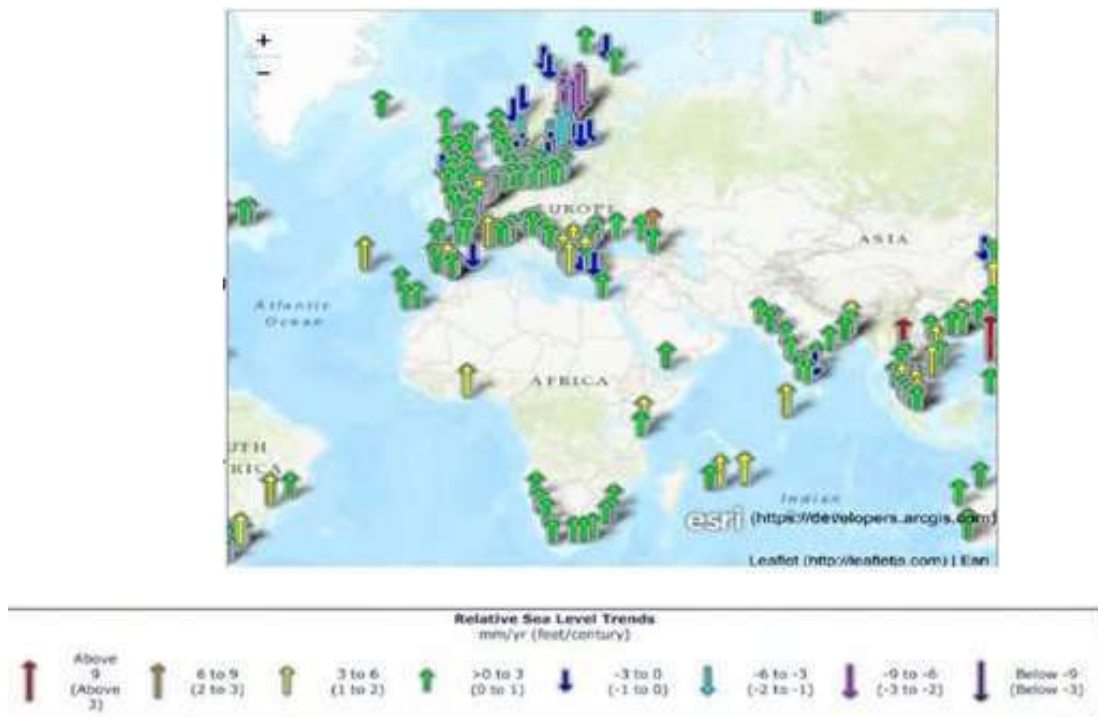 +
−
EUROPE
ASIA
Atlantic
Ocean
AFRICA
UTH
RICA
Indian
esri (https://developers.arcgis.com)
Leaflet (http://leafletjs.com) | Esri
Relative Sea Level Trends
mm/yr (feet/century)
Above
9
(Above
3)
6 to 9
(2 to 3)
3 to 6
(1 to 2)
>0 to 3
(0 to 1)
-3 to 0
(-1 to 0)
-6 to -3
(-2 to -1)
-9 to -6
(-3 to -2)
Below -9
(Below -3)